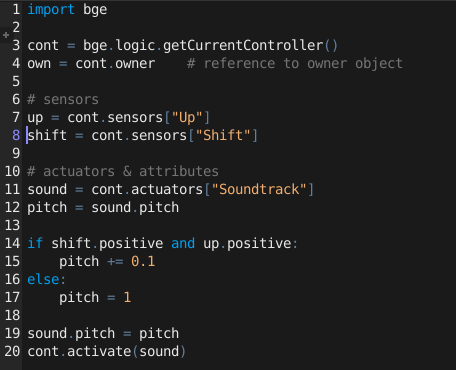 1 import bge
2
3 cont = bge.logic.getCurrentController()
4 own = cont.owner    # reference to owner object
5
6 # sensors
7 up = cont.sensors["Up"]
8 shift = cont.sensors["Shift"]
9
10 # actuators & attributes
11 sound = cont.actuators["Soundtrack"]
12 pitch = sound.pitch
13
14 if shift.positive and up.positive:
15     pitch += 0.1
16 else:
17     pitch = 1
18
19 sound.pitch = pitch
20 cont.activate(sound)